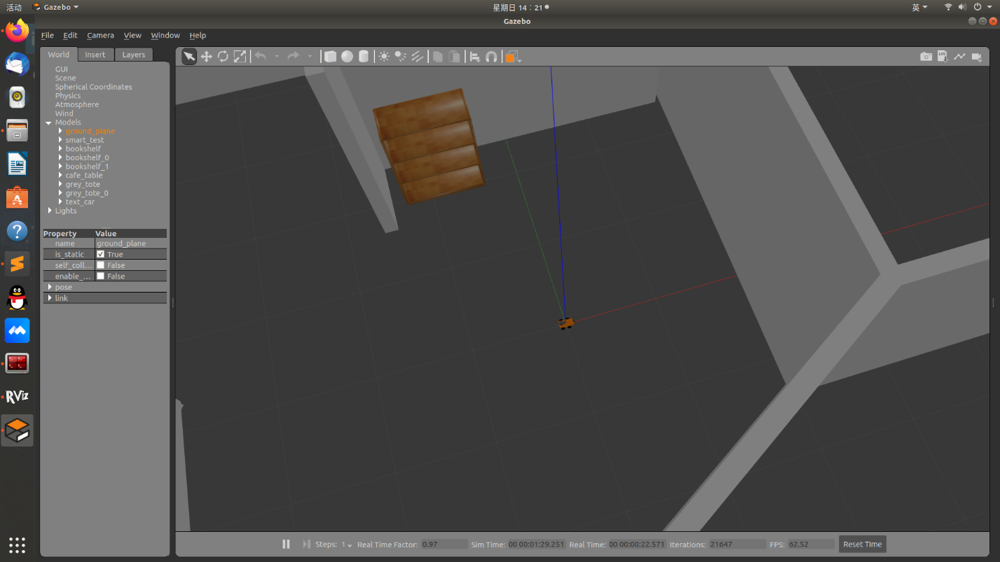 活动 Gazebo 星期日 14：21 英
Gazebo
File Edit Camera View Window Help
World Insert Layers
GUI
Scene
Spherical Coordinates
Physics
Atmosphere
Wind
Models
ground_plane
smart_test
bookshelf
bookshelf_0
bookshelf_1
cafe_table
grey_tote
grey_tote_0
text_car
Lights
Property Value
name ground_plane
is_static True
self_coll... False
enable_... False
pose
link
RViz
Steps: 1 Real Time Factor: 0.97 Sim Time: 00 00:01:29.251 Real Time: 00 00:00:22.571 Iterations: 21647 FPS: 62.52 Reset Time
LOG